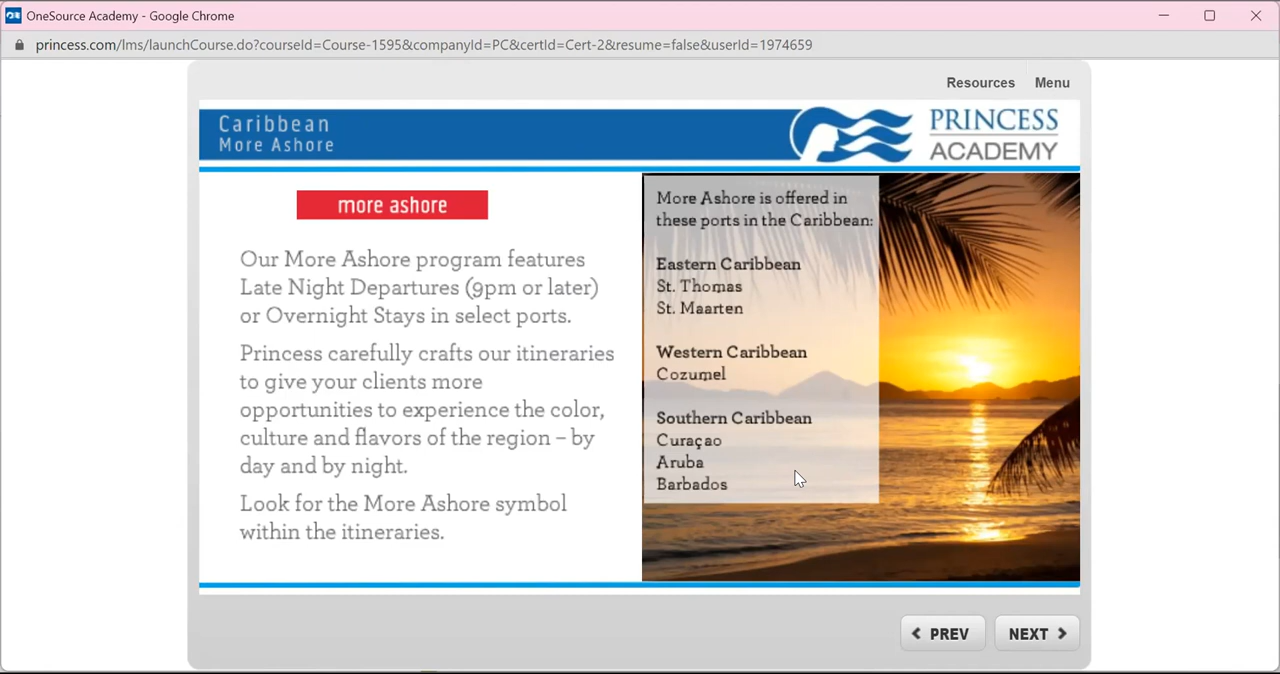 OneSource Academy - Google Chrome
princess.com/lms/launchCourse.do?courseId=Course-1595&companyId=PC&certId=Cert-2&resume=false&userId=1974659
Resources Menu
Caribbean
More Ashore
PRINCESS
ACADEMY
more ashore
Our More Ashore program features
Late Night Departures (9pm or later)
or Overnight Stays in select ports.
Princess carefully crafts our itineraries
to give your clients more
opportunities to experience the color,
culture and flavors of the region – by
day and by night.
Look for the More Ashore symbol
within the itineraries.
More Ashore is offered in
these ports in the Caribbean:
Eastern Caribbean
St. Thomas
St. Maarten
Western Caribbean
Cozumel
Southern Caribbean
Curaçao
Aruba
Barbados
PREV NEXT